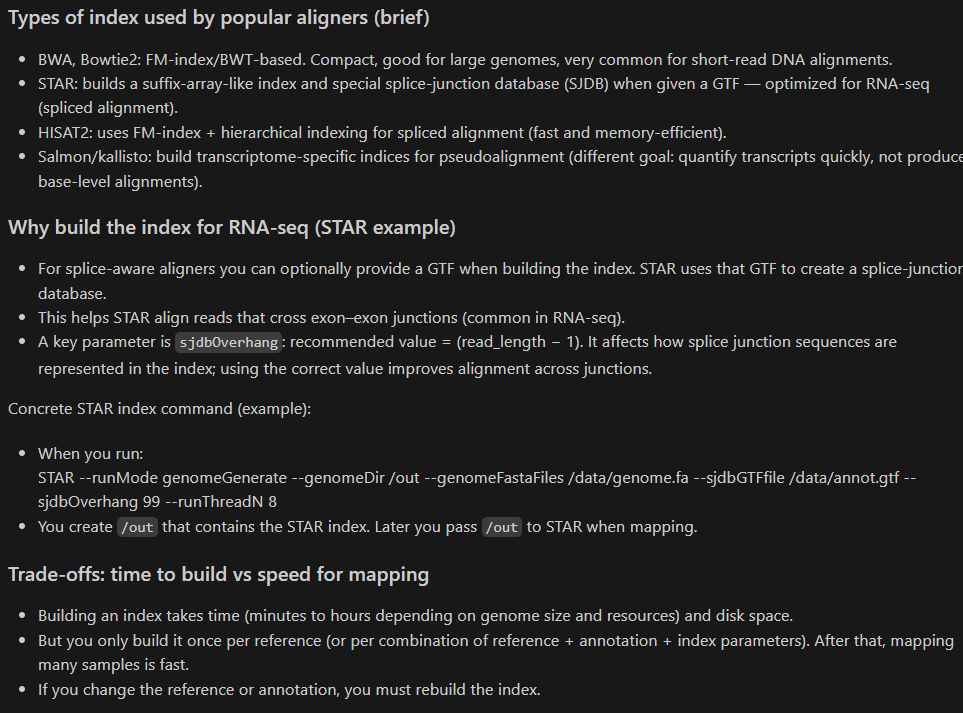 Types of index used by popular aligners (brief)
• BWA, Bowtie2: FM-index/BWT-based. Compact, good for large genomes, very common for short-read DNA alignments.
• STAR: builds a suffix-array-like index and special splice-junction database (SJDB) when given a GTF — optimized for RNA-seq
(spliced alignment).
• HISAT2: uses FM-index + hierarchical indexing for spliced alignment (fast and memory-efficient).
• Salmon/kallisto: build transcriptome-specific indices for pseudoalignment (different goal: quantify transcripts quickly, not produce
base-level alignments).
Why build the index for RNA-seq (STAR example)
• For splice-aware aligners you can optionally provide a GTF when building the index. STAR uses that GTF to create a splice-junction
database.
• This helps STAR align reads that cross exon–exon junctions (common in RNA-seq).
• A key parameter is sjdbOverhang: recommended value = (read_length − 1). It affects how splice junction sequences are
represented in the index; using the correct value improves alignment across junctions.
Concrete STAR index command (example):
• When you run:
STAR --runMode genomeGenerate --genomeDir /out --genomeFastaFiles /data/genome.fa --sjdbGTFfile /data/annot.gtf --
sjdbOverhang 99 --runThreadN 8
• You create /out that contains the STAR index. Later you pass /out to STAR when mapping.
Trade-offs: time to build vs speed for mapping
• Building an index takes time (minutes to hours depending on genome size and resources) and disk space.
• But you only build it once per reference (or per combination of reference + annotation + index parameters). After that, mapping
many samples is fast.
• If you change the reference or annotation, you must rebuild the index.